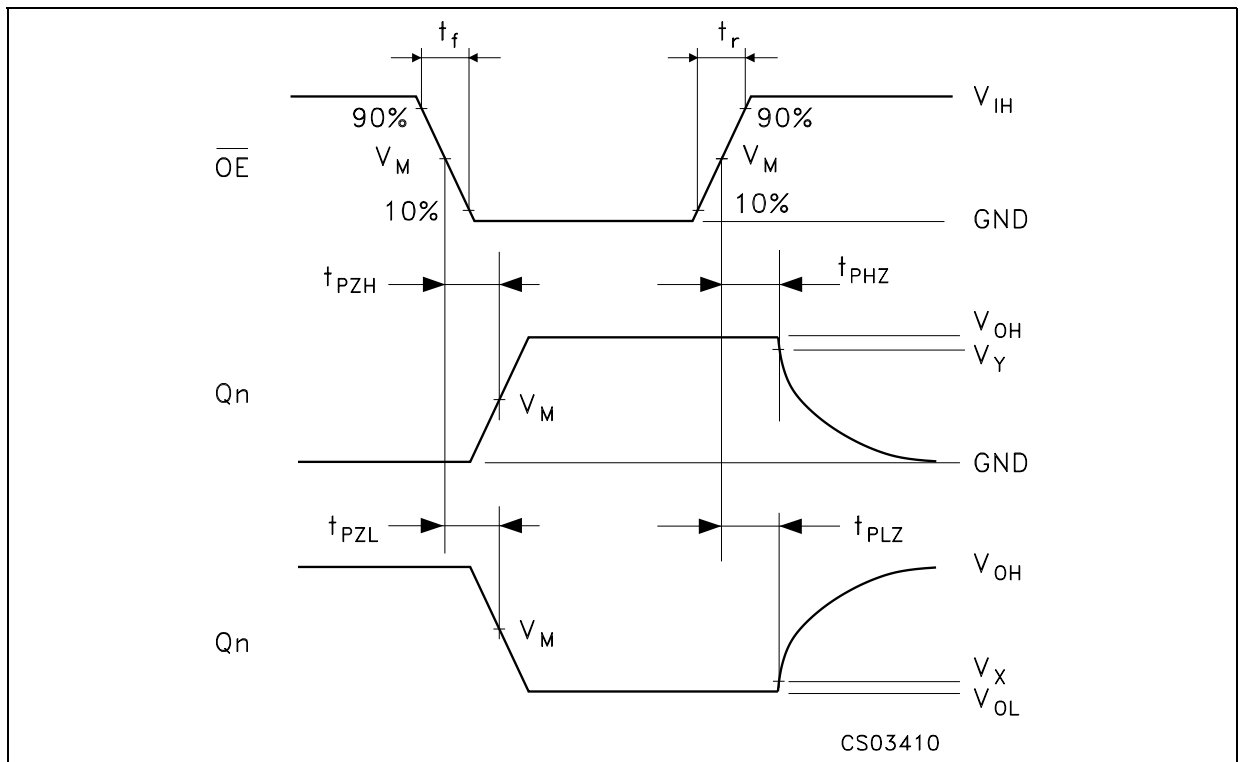 t_f t_r
V_IH
90% 90%
O̅E̅ V_M V_M
10% 10%
GND
t_PZH t_PHZ
V_OH
V_Y
Qn V_M
GND
t_PZL t_PLZ
V_OH
Qn V_M
V_X
V_OL
CS03410